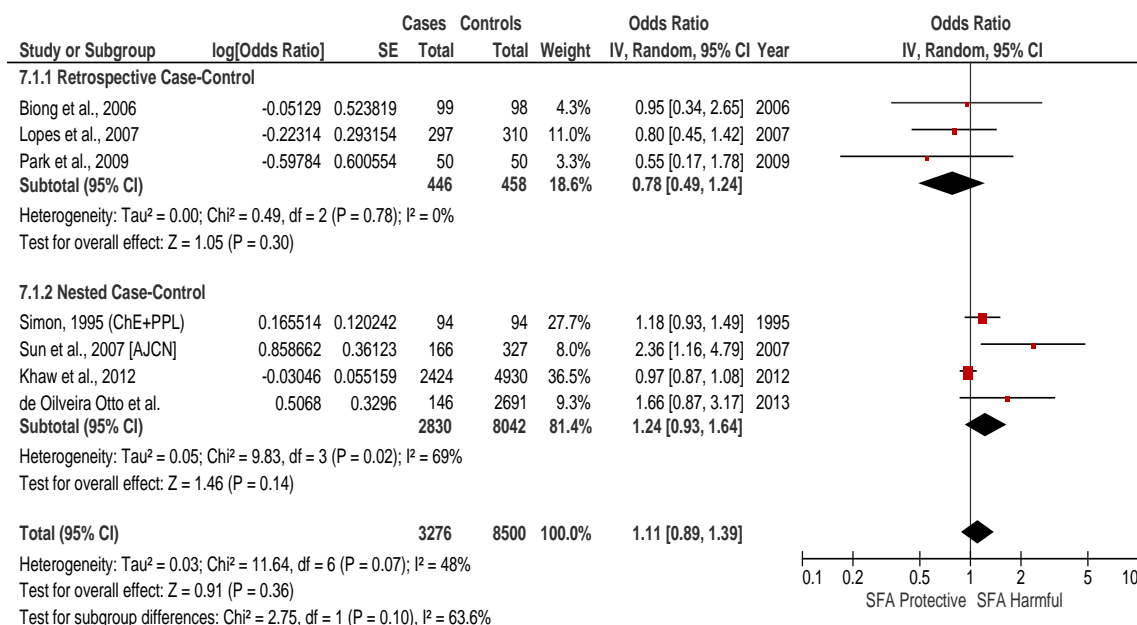 Cases Controls Odds Ratio Odds Ratio
Study or Subgroup log[Odds Ratio] SE Total Total Weight IV, Random, 95% CI Year IV, Random, 95% CI
7.1.1 Retrospective Case-Control
Biong et al., 2006 -0.05129 0.523819 99 98 4.3% 0.95 [0.34, 2.65] 2006
Lopes et al., 2007 -0.22314 0.293154 297 310 11.0% 0.80 [0.45, 1.42] 2007
Park et al., 2009 -0.59784 0.600554 50 50 3.3% 0.55 [0.17, 1.78] 2009
Subtotal (95% CI) 446 458 18.6% 0.78 [0.49, 1.24]
Heterogeneity: Tau² = 0.00; Chi² = 0.49, df = 2 (P = 0.78); I² = 0%
Test for overall effect: Z = 1.05 (P = 0.30)
7.1.2 Nested Case-Control
Simon, 1995 (ChE+PPL) 0.165514 0.120242 94 94 27.7% 1.18 [0.93, 1.49] 1995
Sun et al., 2007 [AJCN] 0.858662 0.36123 166 327 8.0% 2.36 [1.16, 4.79] 2007
Khaw et al., 2012 -0.03046 0.055159 2424 4930 36.5% 0.97 [0.87, 1.08] 2012
de Oilveira Otto et al. 0.5068 0.3296 146 2691 9.3% 1.66 [0.87, 3.17] 2013
Subtotal (95% CI) 2830 8042 81.4% 1.24 [0.93, 1.64]
Heterogeneity: Tau² = 0.05; Chi² = 9.83, df = 3 (P = 0.02); I² = 69%
Test for overall effect: Z = 1.46 (P = 0.14)
Total (95% CI) 3276 8500 100.0% 1.11 [0.89, 1.39]
Heterogeneity: Tau² = 0.03; Chi² = 11.64, df = 6 (P = 0.07); I² = 48%
Test for overall effect: Z = 0.91 (P = 0.36)
Test for subgroup differences: Chi² = 2.75, df = 1 (P = 0.10), I² = 63.6%
0.1 0.2 0.5 1 2 5 10
SFA Protective SFA Harmful